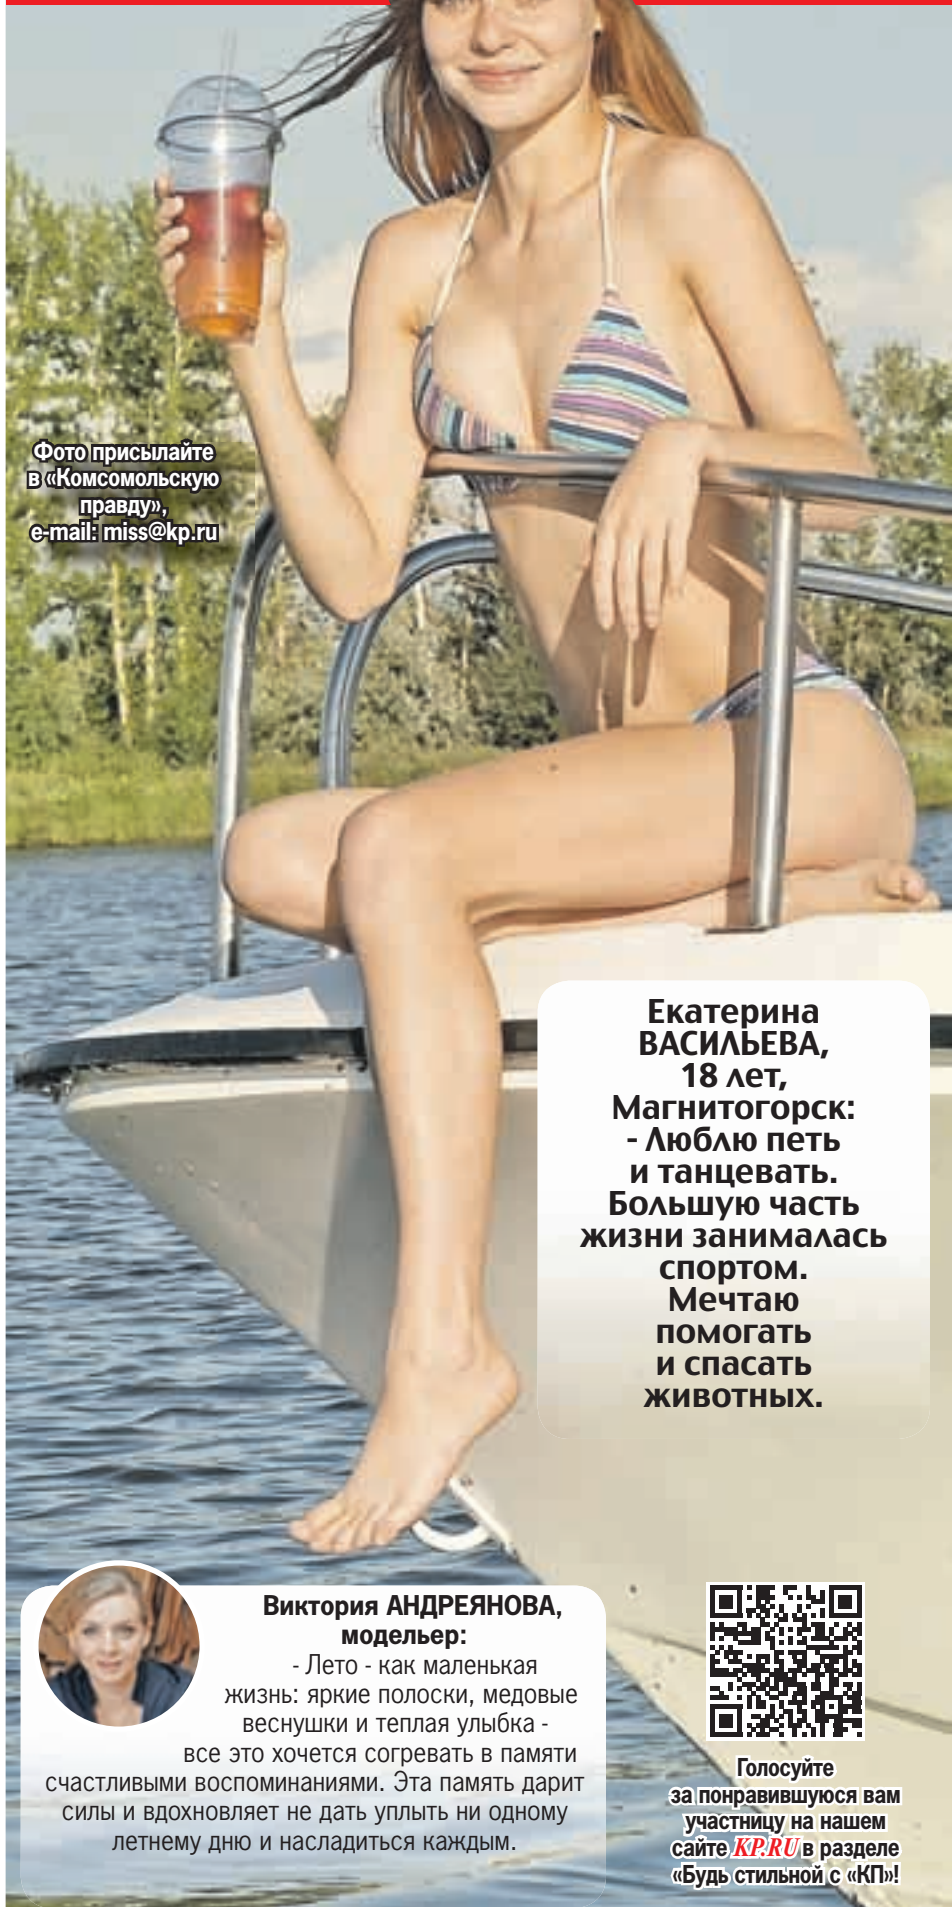 Фото присылайте
в «Комсомольскую
правду»,
e-mail: miss@kp.ru
Екатерина
ВАСИЛЬЕВА,
18 лет,
Магнитогорск:
- Люблю петь
и танцевать.
Большую часть
жизни занималась
спортом.
Мечтаю
помогать
и спасать
животных.
Виктория АНДРЕЯНОВА,
модельер:
- Лето - как маленькая
жизнь: яркие полоски, медовые
веснушки и теплая улыбка -
все это хочется согревать в памяти
счастливыми воспоминаниями. Эта память дарит
силы и вдохновляет не дать уплыть ни одному
летнему дню и насладиться каждым.
Голосуйте
за понравившуюся вам
участницу на нашем
сайте KP.RU в разделе
«Будь стильной с «КП»!